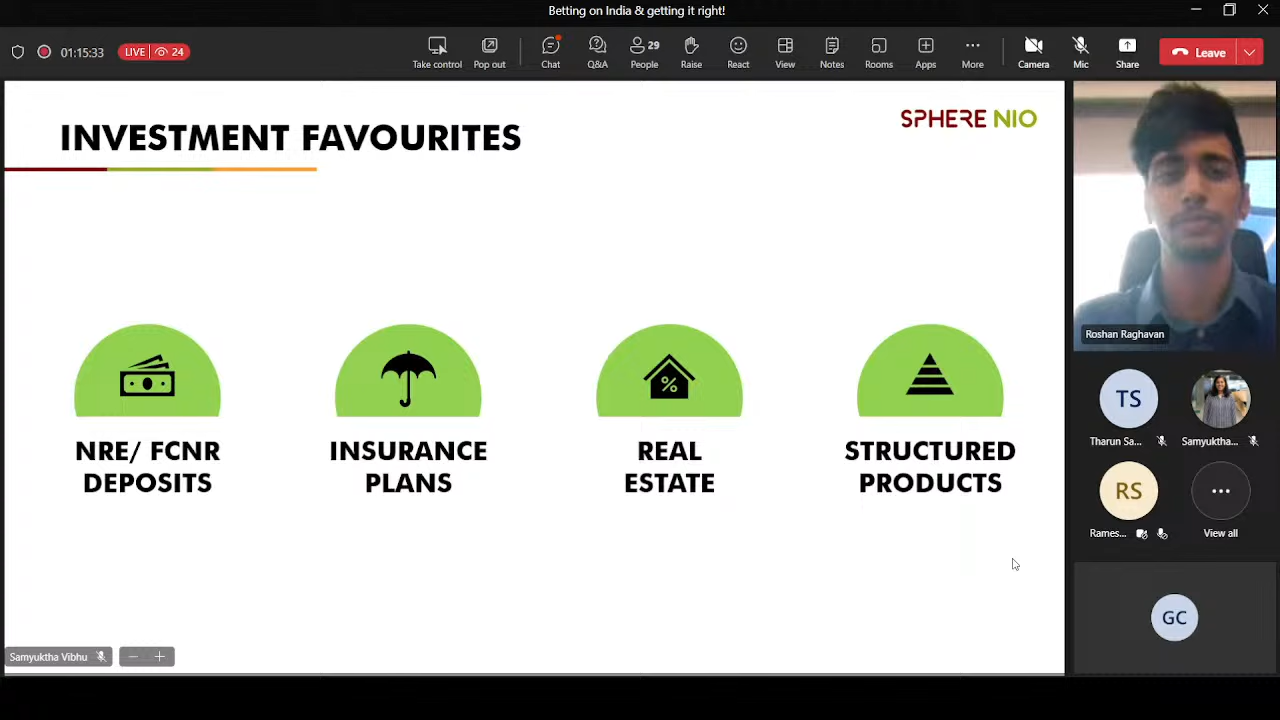 Betting on India & getting it right!
01:15:33
LIVE 24
Take control
Pop out
Chat
Q&A
29
People
Raise
React
View
Notes
Rooms
Apps
More
Camera
Mic
Share
Leave
INVESTMENT FAVOURITES
SPHERE NIO
NRE/ FCNR
DEPOSITS
INSURANCE
PLANS
%
REAL
ESTATE
STRUCTURED
PRODUCTS
Samyuktha Vibhu
Roshan Raghavan
TS
Tharun Sa...
Samyuktha...
RS
Rames...
View all
GC